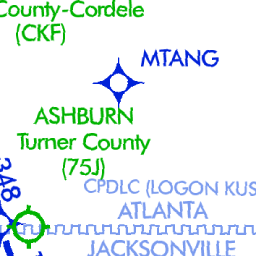 County-Cordele
(CKF)
MTANG
ASHBURN
Turner County
(75J)
348
CPDLC (LOGON KUS
ATLANTA
JACKSONVILLE